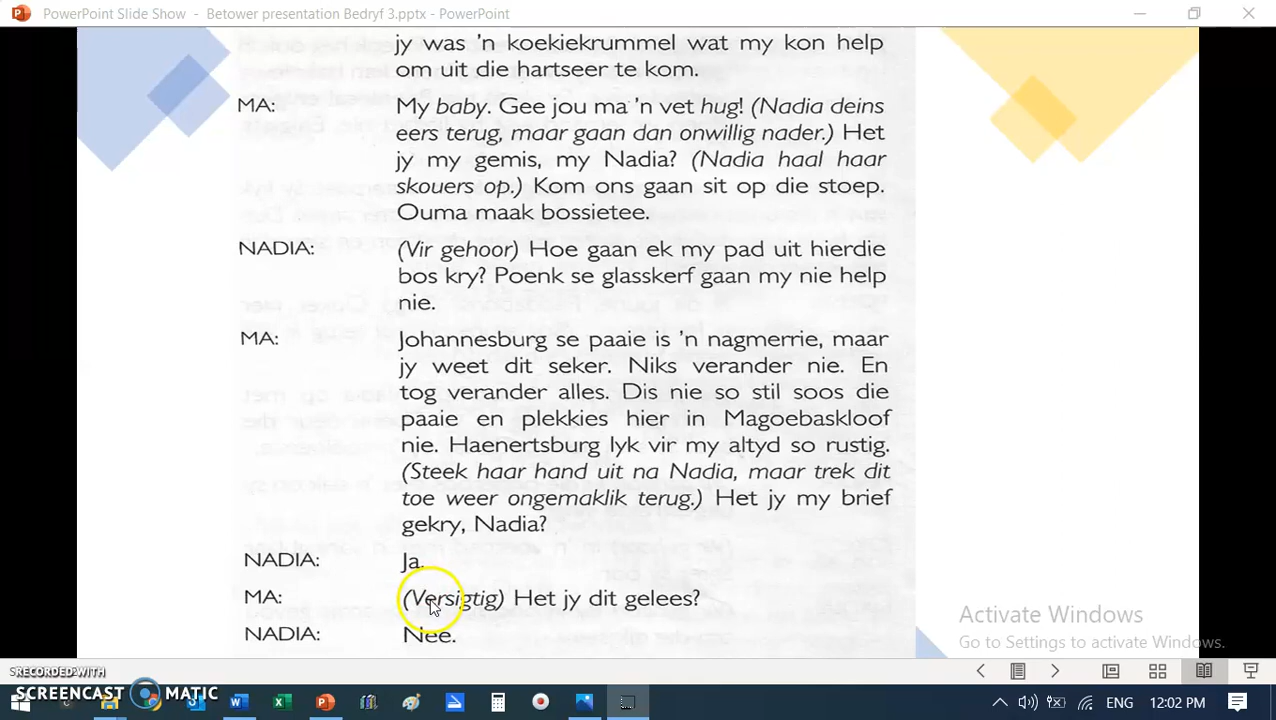 PowerPoint Slide Show - Betower presentation Bedryf 3.pptx - PowerPoint
jy was 'n koekiekrummel wat my kon help
om uit die hartseer te kom.
MA: My baby. Gee jou ma 'n vet hug! (Nadia deins
eers terug, maar gaan dan onwillig nader.) Het
jy my gemis, my Nadia? (Nadia haal haar
skouers op.) Kom ons gaan sit op die stoep.
Ouma maak bossietee.
NADIA: (Vir gehoor) Hoe gaan ek my pad uit hierdie
bos kry? Poenk se glasskerf gaan my nie help
nie.
MA: Johannesburg se paaie is 'n nagmerrie, maar
jy weet dit seker. Niks verander nie. En
tog verander alles. Dis nie so stil soos die
paaie en plekkies hier in Magoebaskloof
nie. Haenertsburg lyk vir my altyd so rustig.
(Steek haar hand uit na Nadia, maar trek dit
toe weer ongemaklik terug.) Het jy my brief
gekry, Nadia?
NADIA: Ja.
MA: (Versigtig) Het jy dit gelees?
NADIA: Nee.
Activate Windows
Go to Settings to activate Windows.
RECORDED WITH
SCREENCAST MATIC
ENG
12:02 PM